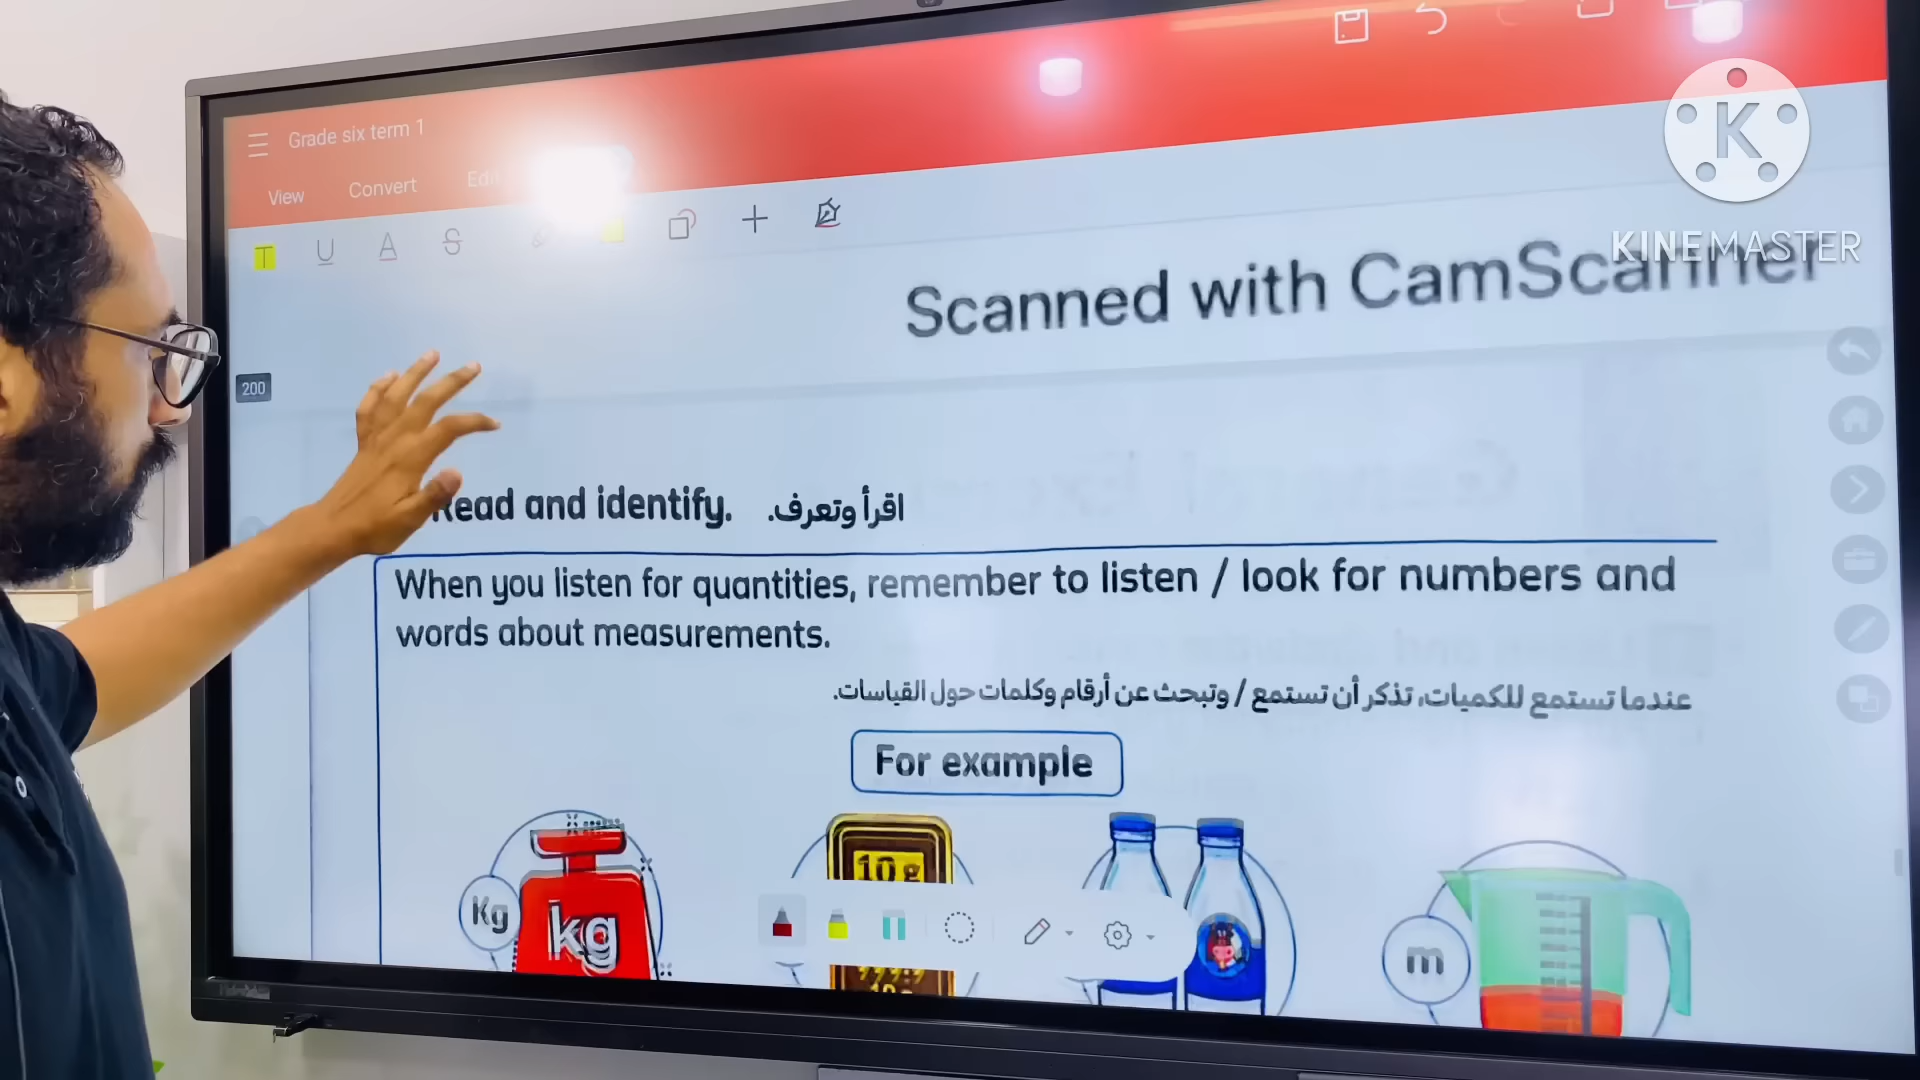 Grade six term 1
View Convert
T U A S
K
KINEMASTER
Scanned with CamScanner
200
Read and identify. اقرأ وتعرف.
When you listen for quantities, remember to listen / look for numbers and
words about measurements.
عندما تستمع للكميات، تذكر أن تستمع / وتبحث عن أرقام وكلمات حول القياسات.
For example
Kg
kg
10 g
999.9
m